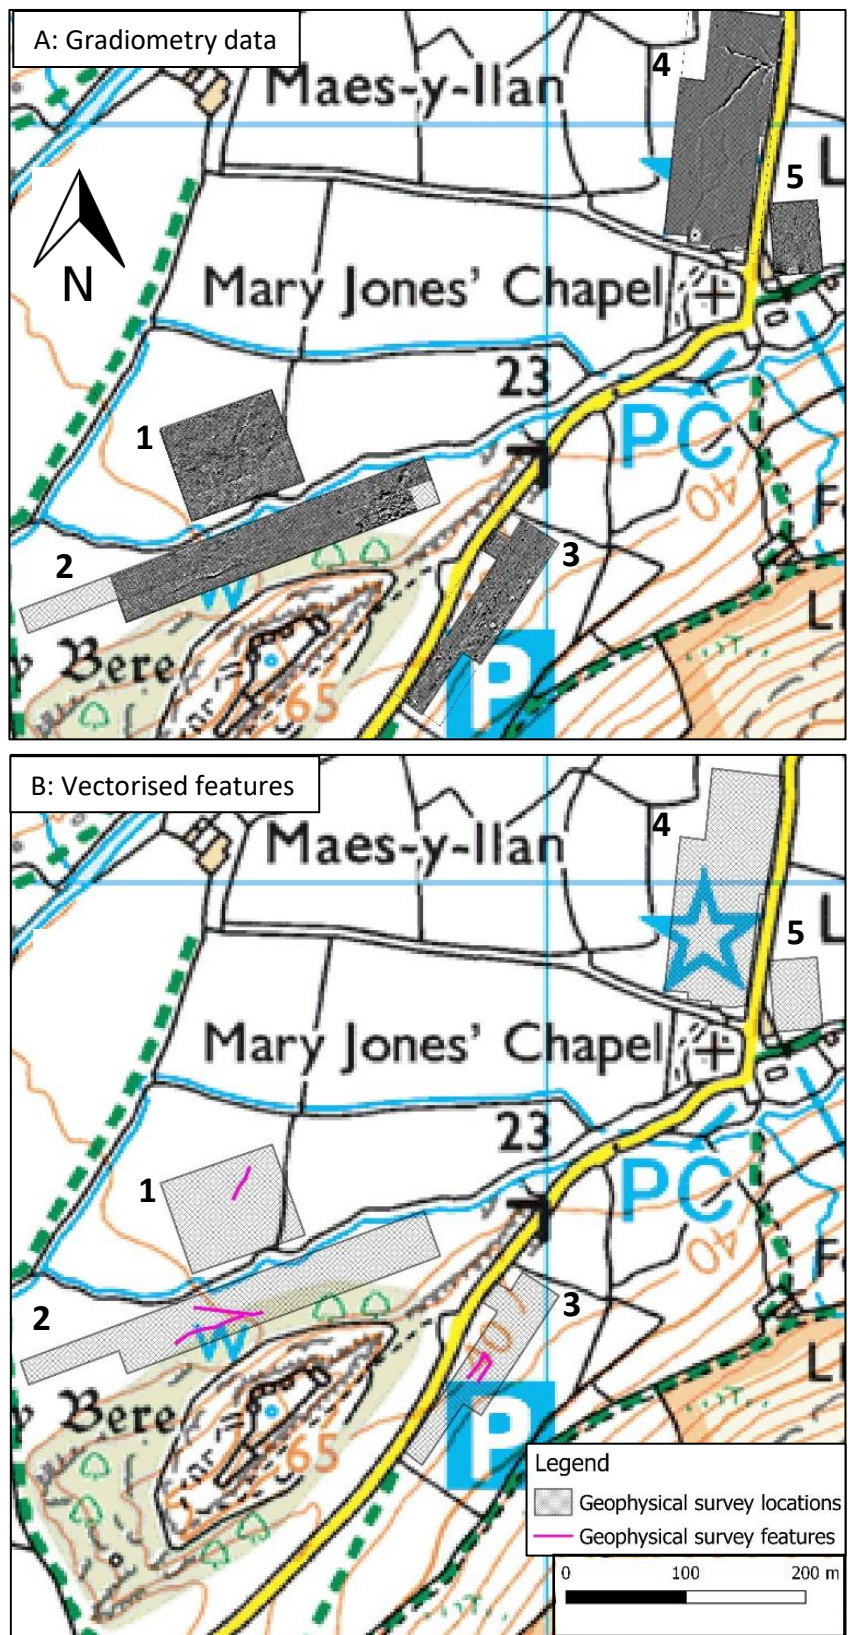 A: Gradiometry data
4
Maes-y-llan
5
L
N
Mary Jones' Chapel
23
1
PC
40
2
3
W
y Bere
65
P
Ll
B: Vectorised features
4
Maes-y-llan
5
L
Mary Jones' Chapel
23
1
PC
40
2
3
W
y Bere
65
P
Ll
Legend
Geophysical survey locations
Geophysical survey features
0 100 200 m